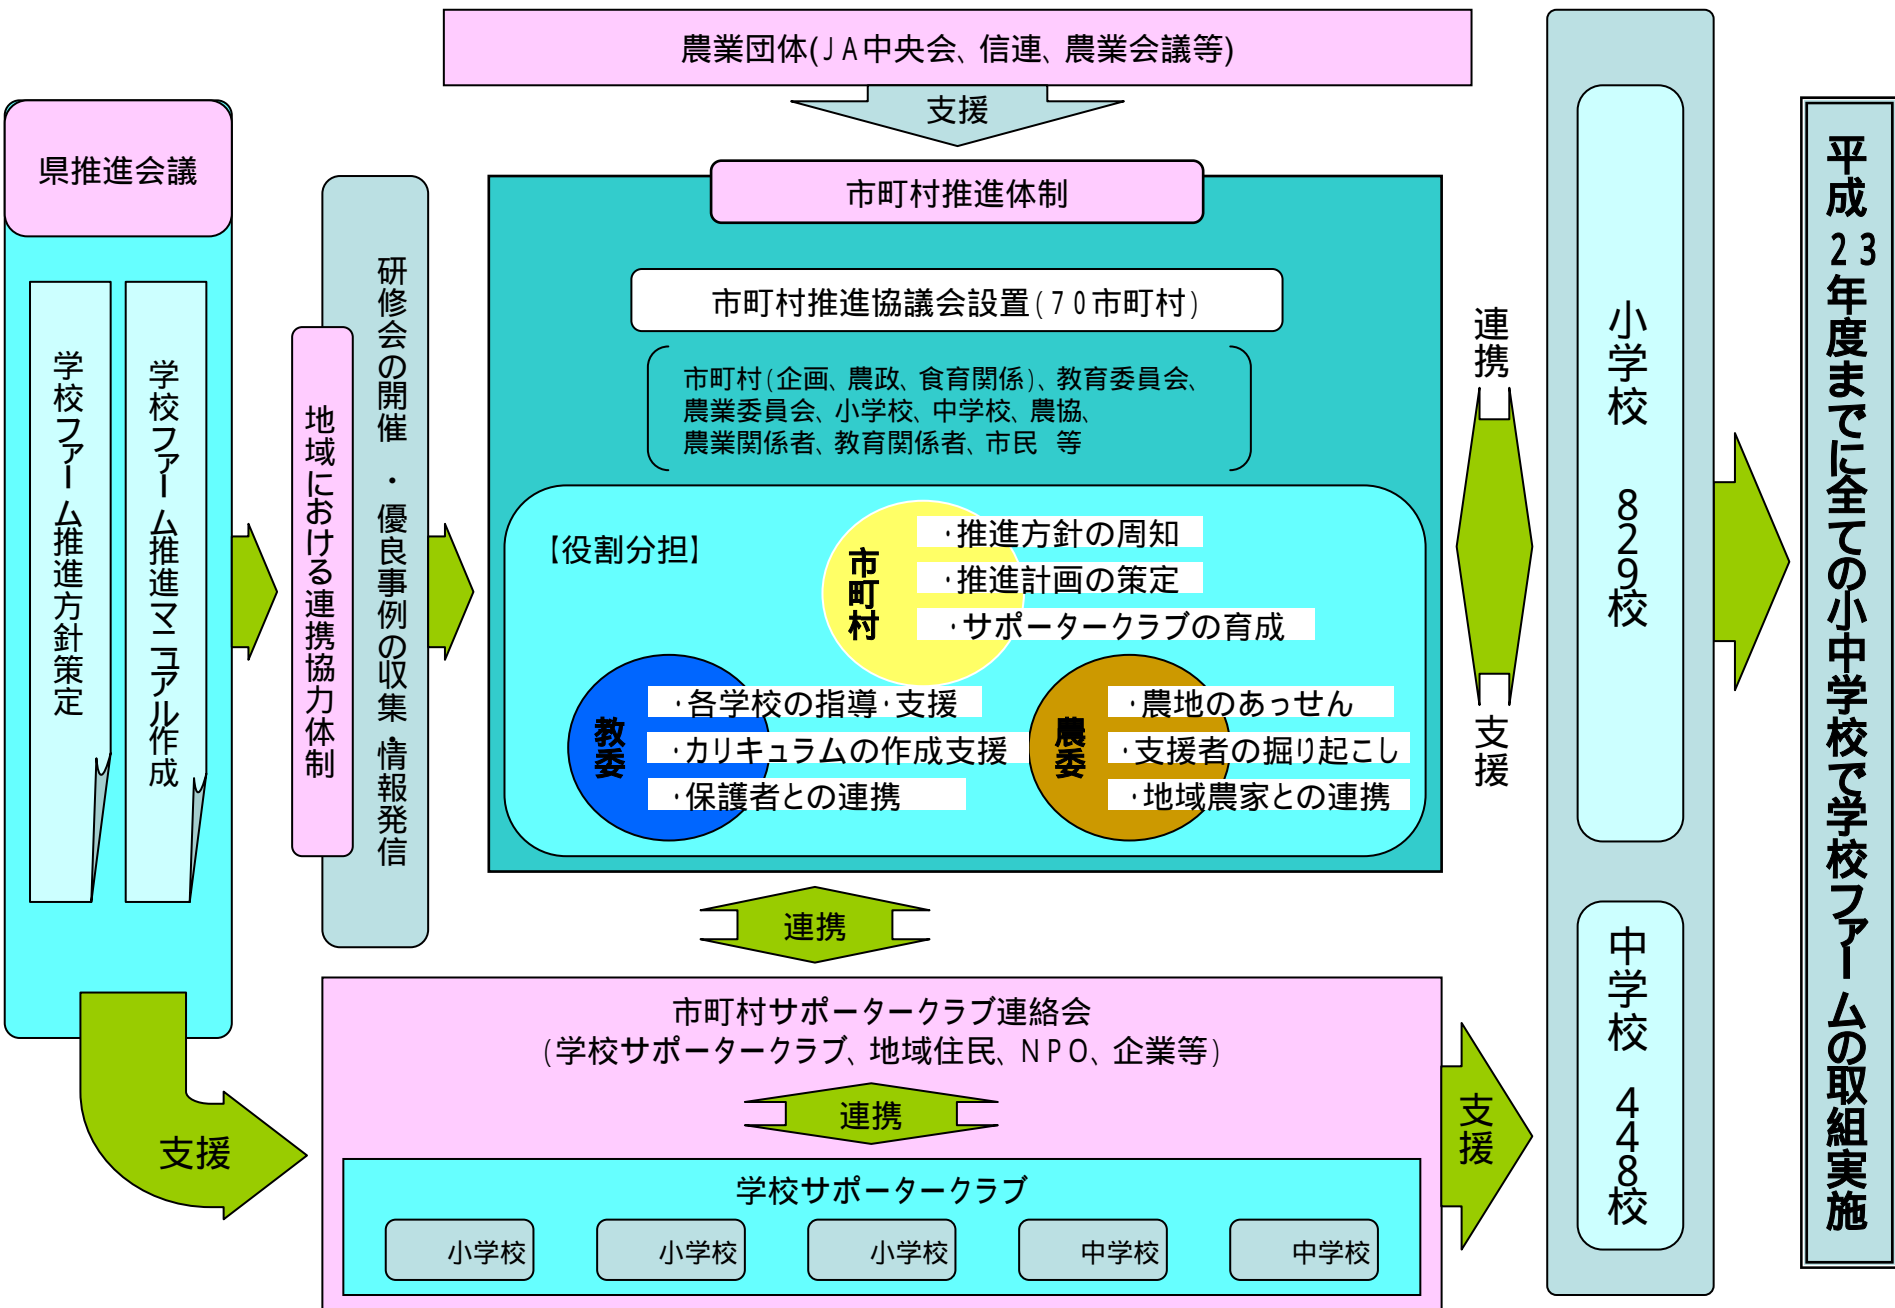 農業団体(JA中央会、信連、農業会議等)
支援
県推進会議
学校ファーム推進方針策定
学校ファーム推進マニュアル作成
地域における連携協力体制
研修会の開催・優良事例の収集・情報発信
市町村推進体制
市町村推進協議会設置(70市町村)
市町村(企画、農政、食育関係)、教育委員会、
農業委員会、小学校、中学校、農協、
農業関係者、教育関係者、市民 等
【役割分担】
市町村
・推進方針の周知
・推進計画の策定
・サポータークラブの育成
教委
・各学校の指導・支援
・カリキュラムの作成支援
・保護者との連携
農委
・農地のあっせん
・支援者の掘り起こし
・地域農家との連携
連携
支援
連携
市町村サポータークラブ連絡会
(学校サポータークラブ、地域住民、NPO、企業等)
連携
学校サポータークラブ
小学校
小学校
小学校
中学校
中学校
支援
支援
小学校 829校
中学校 448校
平成23年度までに全ての小中学校で学校ファームの取組実施